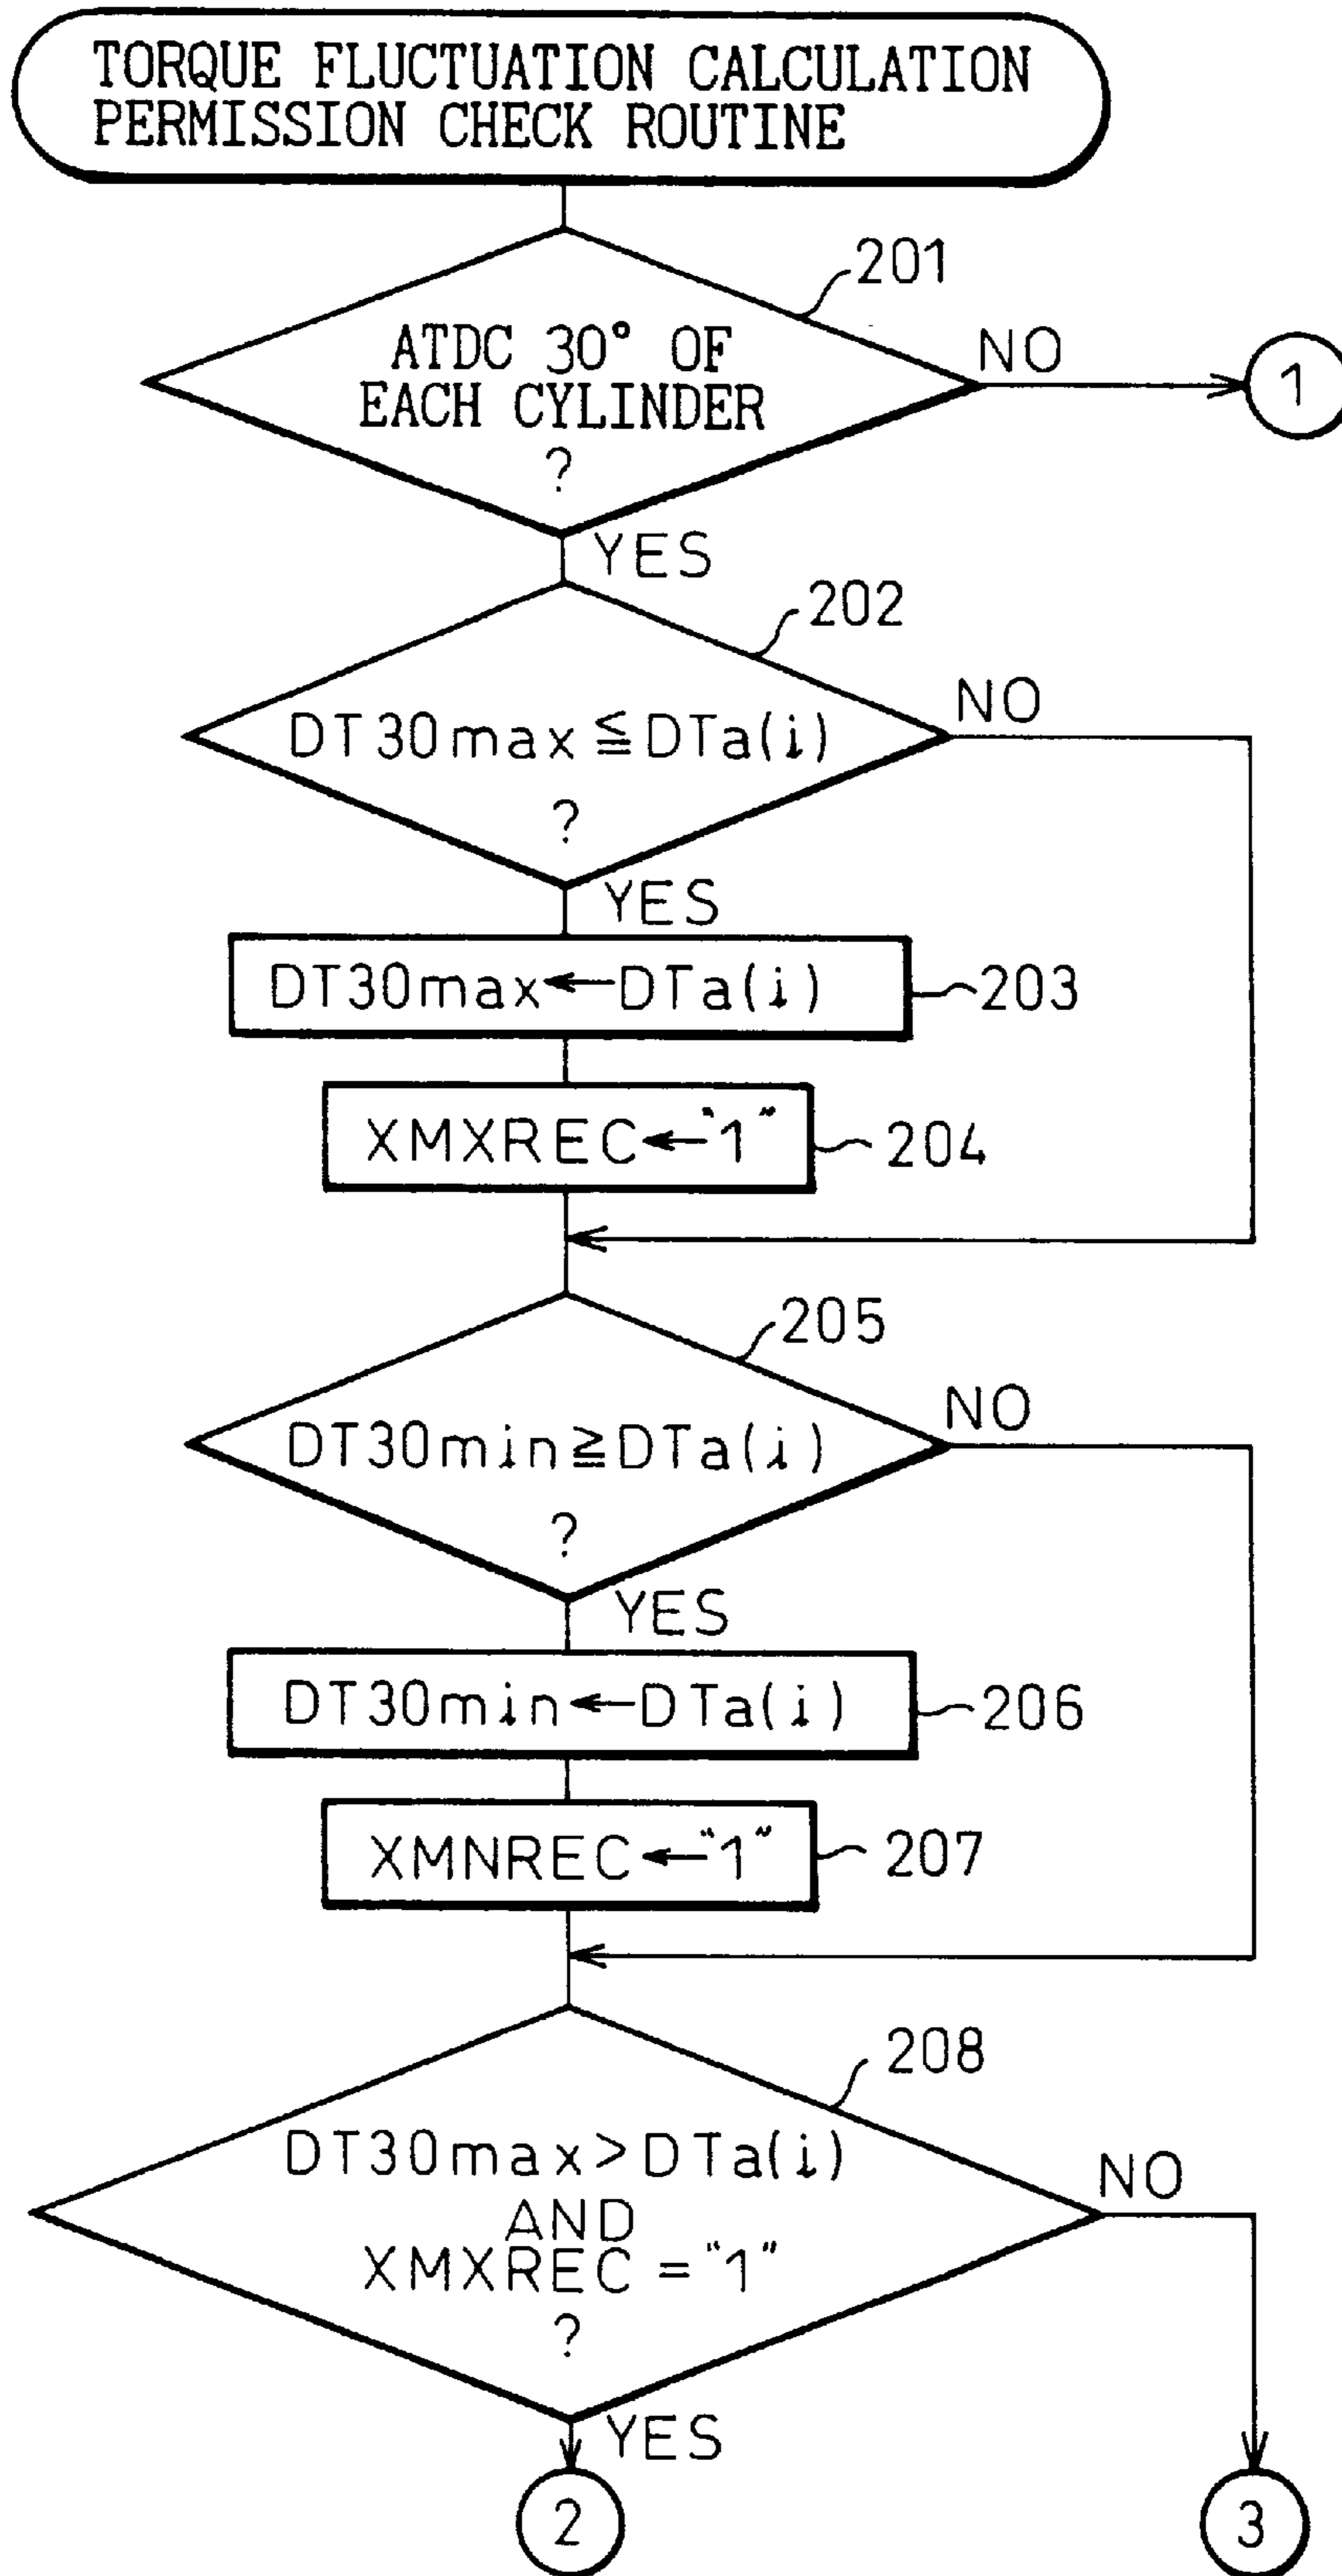 TORQUE FLUCTUATION CALCULATION
PERMISSION CHECK ROUTINE
201
ATDC 30° OF
EACH CYLINDER
?
NO
1
YES
202
DT30max≦DTa(i)
?
NO
YES
DT30max←DTa(i)
203
XMXREC←"1"
204
205
DT30min≧DTa(i)
?
NO
YES
DT30min←DTa(i)
206
XMNREC←"1"
207
208
DT30max>DTa(i)
AND
XMXREC="1"
?
NO
YES
2
3